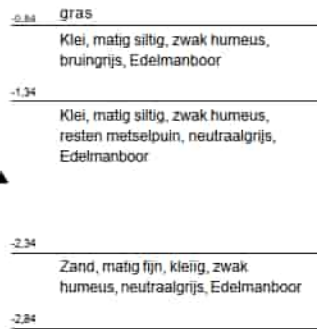 gras
-0,84
Klei, matig siltig, zwak humeus,
bruingrijs, Edelmanboor
-1,34
Klei, matig siltig, zwak humeus,
resten metselpuin, neutraalgrijs,
Edelmanboor
-2,34
Zand, matig fijn, kleiïg, zwak
humeus, neutraalgrijs, Edelmanboor
-2,84